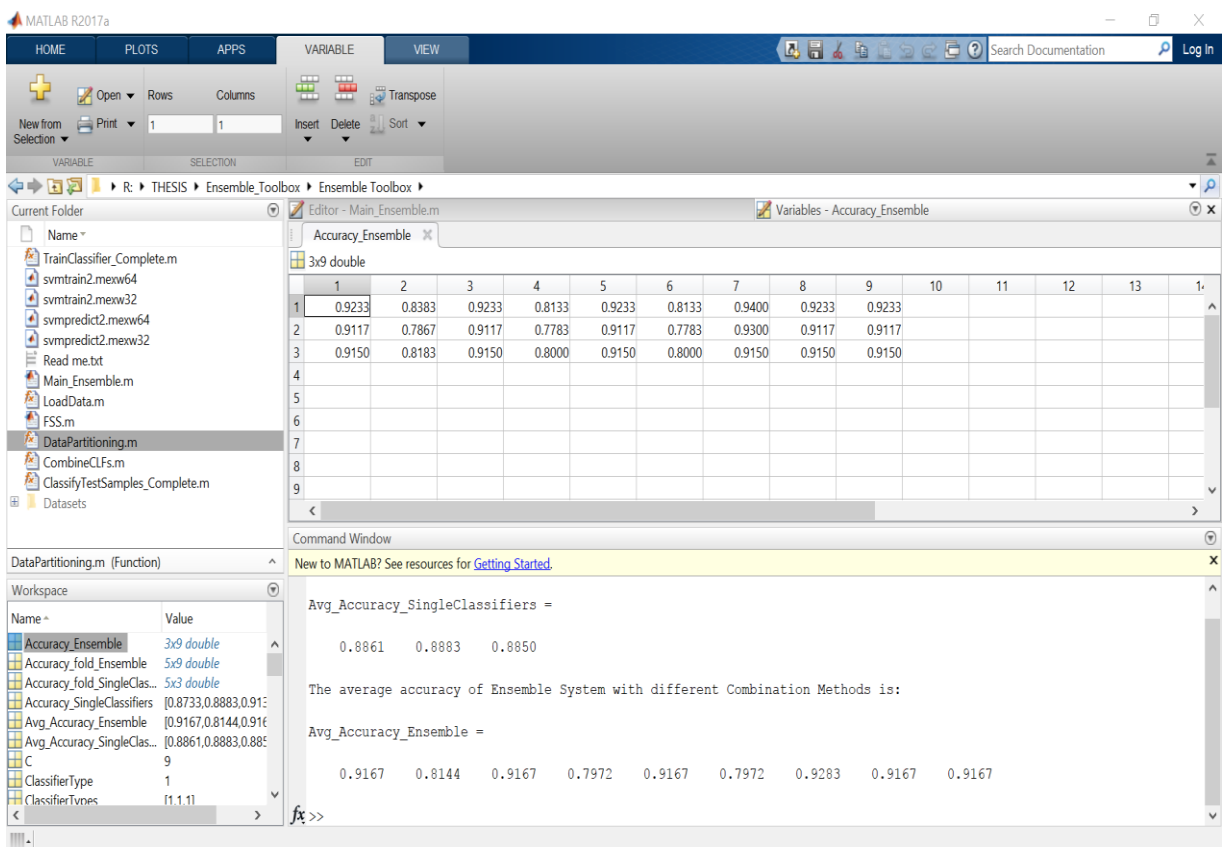 MATLAB R2017a
HOME PLOTS APPS VARIABLE VIEW Search Documentation Log In
New from Selection Open Print Rows 1 Columns 1 Insert Delete Transpose Sort
VARIABLE SELECTION EDIT
R: THESIS Ensemble_Toolbox Ensemble Toolbox
Current Folder
Name
TrainClassifier_Complete.m
svmtrain2.mexw64
svmtrain2.mexw32
svmpredict2.mexw64
svmpredict2.mexw32
Read me.txt
Main_Ensemble.m
LoadData.m
FSS.m
DataPartitioning.m
CombineCLFs.m
ClassifyTestSamples_Complete.m
Datasets
DataPartitioning.m (Function)
Workspace
Name Value
Accuracy_Ensemble 3x9 double
Accuracy_fold_Ensemble 5x9 double
Accuracy_fold_SingleClas... 5x3 double
Accuracy_SingleClassifiers [0.8733,0.8883,0.913
Avg_Accuracy_Ensemble [0.9167,0.8144,0.916
Avg_Accuracy_SingleClas... [0.8861,0.8883,0.885
C 9
ClassifierType 1
ClassifierTypes [1,1,1]
Editor - Main_Ensemble.m Variables - Accuracy_Ensemble
Accuracy_Ensemble
3x9 double
1 2 3 4 5 6 7 8 9 10 11 12 13
1 0.9233 0.8383 0.9233 0.8133 0.9233 0.8133 0.9400 0.9233 0.9233
2 0.9117 0.7867 0.9117 0.7783 0.9117 0.7783 0.9300 0.9117 0.9117
3 0.9150 0.8183 0.9150 0.8000 0.9150 0.8000 0.9150 0.9150 0.9150
4
5
6
7
8
9
Command Window
New to MATLAB? See resources for Getting Started.
Avg_Accuracy_SingleClassifiers =
0.8861 0.8883 0.8850
The average accuracy of Ensemble System with different Combination Methods is:
Avg_Accuracy_Ensemble =
0.9167 0.8144 0.9167 0.7972 0.9167 0.7972 0.9283 0.9167 0.9167
fx >>